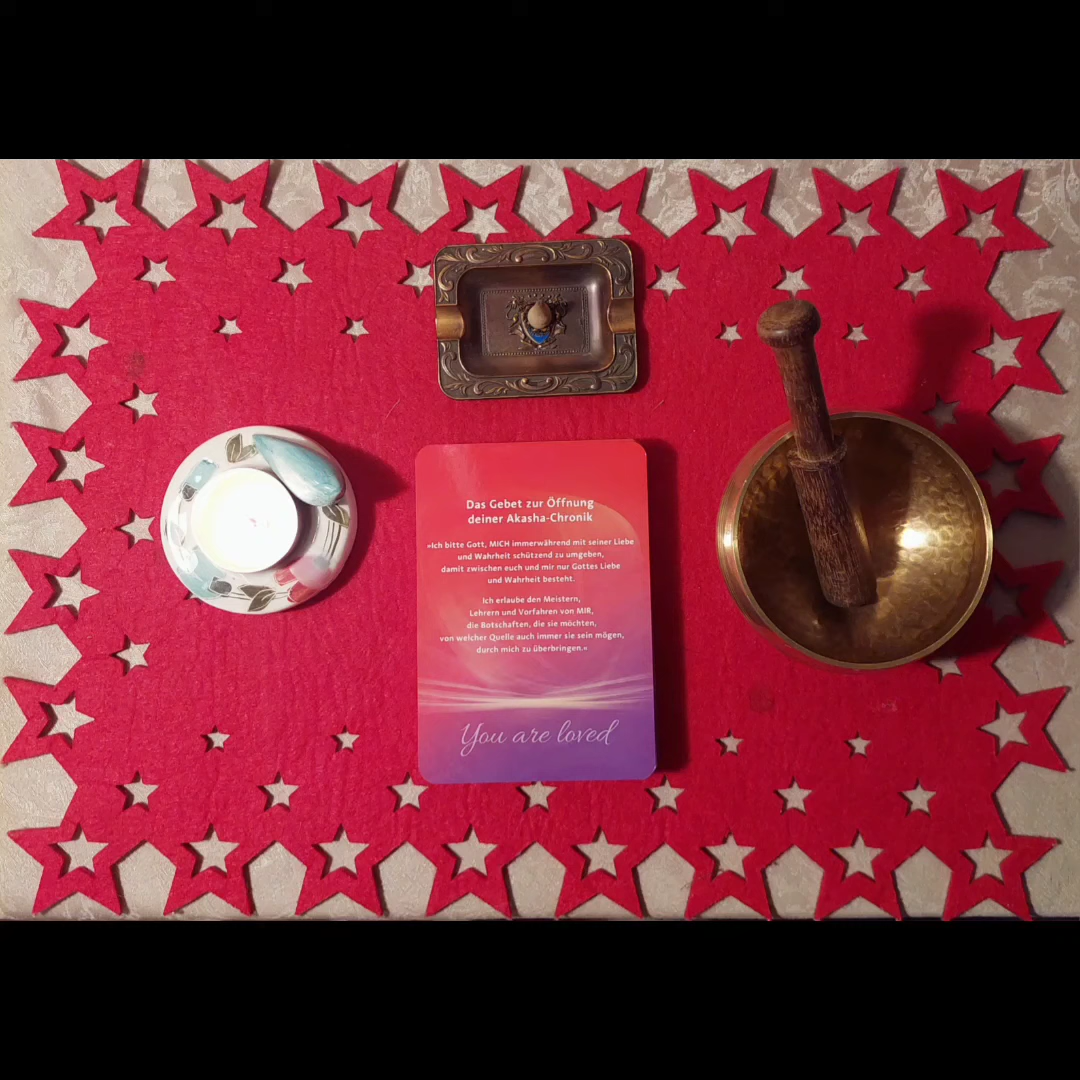 Das Gebet zur Öffnung
deiner Akasha-Chronik
»Ich bitte Gott, MICH immerwährend mit seiner Liebe
und Wahrheit schützend zu umgeben,
damit zwischen euch und mir nur Gottes Liebe
und Wahrheit besteht.
Ich erlaube den Meistern,
Lehrern und Vorfahren von MIR,
die Botschaften, die sie möchten,
von welcher Quelle auch immer sie sein mögen,
durch mich zu überbringen.«
You are loved